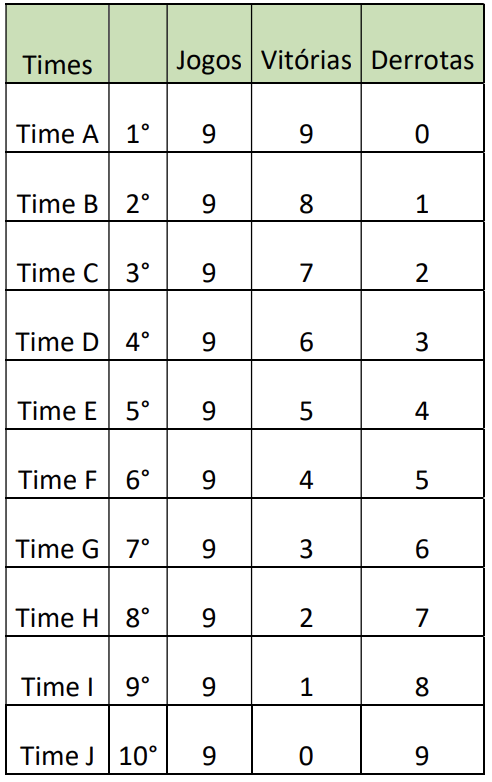 Times Jogos Vitórias Derrotas
Time A 1° 9 9 0
Time B 2° 9 8 1
Time C 3° 9 7 2
Time D 4° 9 6 3
Time E 5° 9 5 4
Time F 6° 9 4 5
Time G 7° 9 3 6
Time H 8° 9 2 7
Time I 9° 9 1 8
Time J 10° 9 0 9